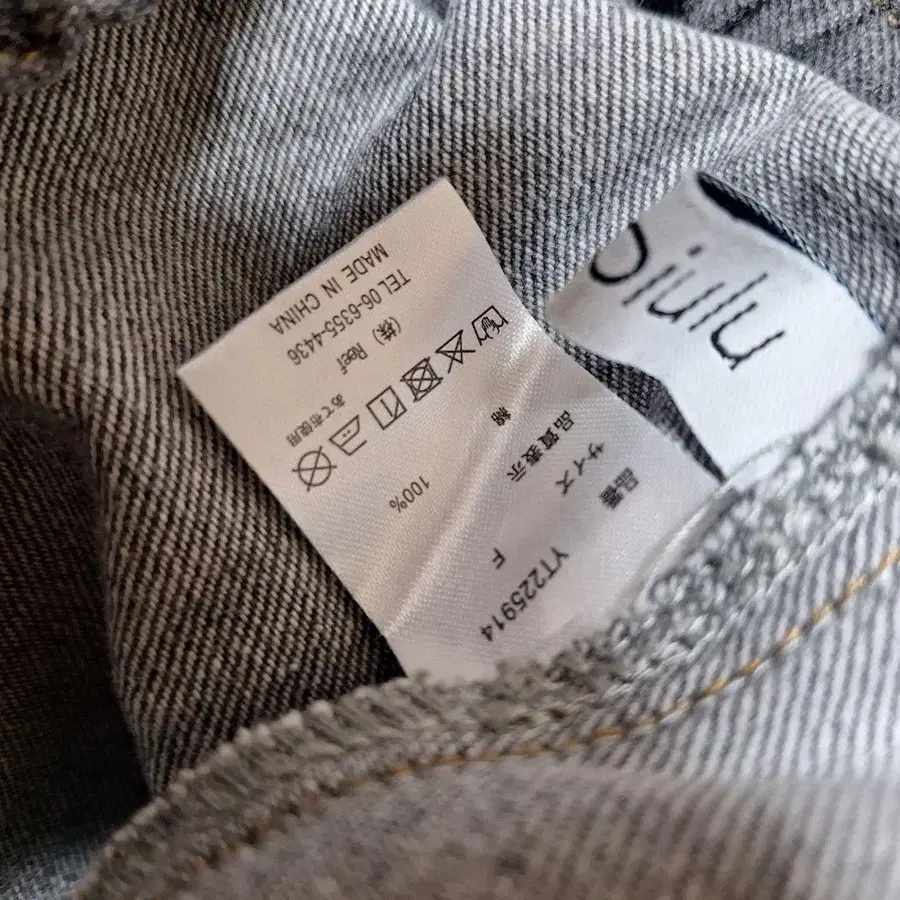 品番 YT225914
サイズ F
品質表示
綿 100%
あて布使用
(株) Reef
TEL 06-6355-4436
MADE IN CHINA
Oiulu